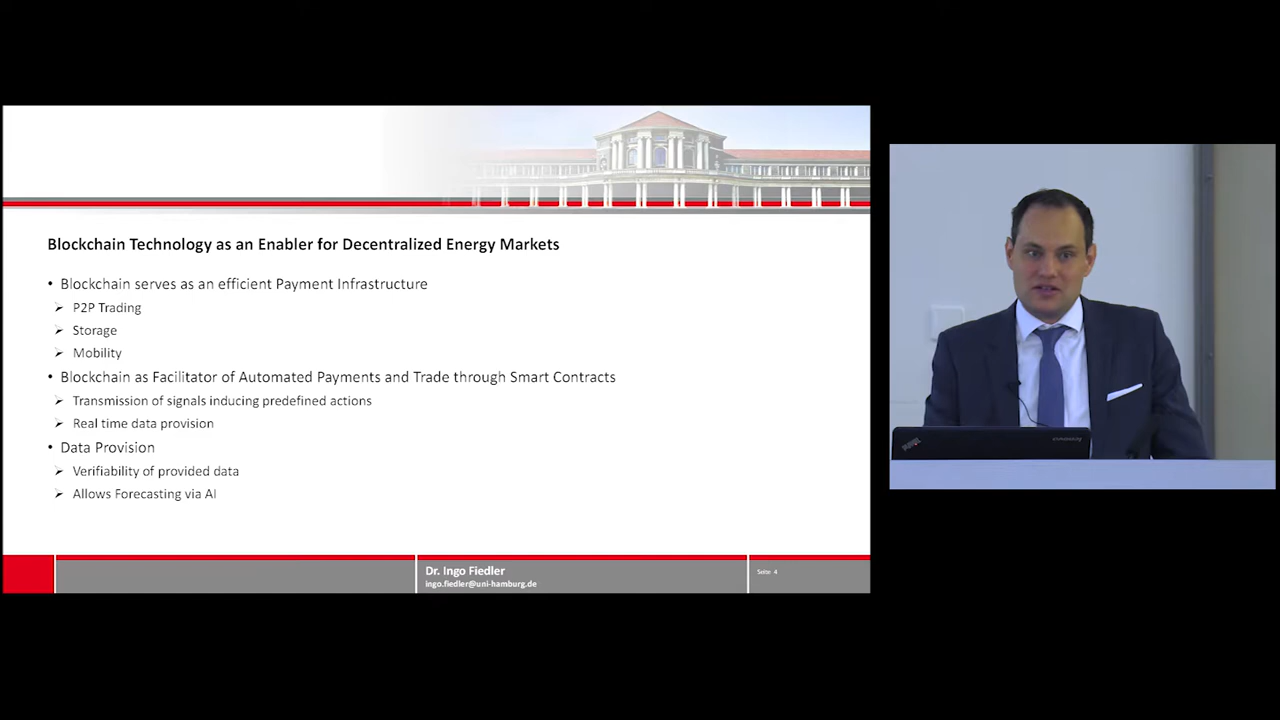 Blockchain Technology as an Enabler for Decentralized Energy Markets
• Blockchain serves as an efficient Payment Infrastructure
➢ P2P Trading
➢ Storage
➢ Mobility
• Blockchain as Facilitator of Automated Payments and Trade through Smart Contracts
➢ Transmission of signals inducing predefined actions
➢ Real time data provision
• Data Provision
➢ Verifiability of provided data
➢ Allows Forecasting via AI
Dr. Ingo Fiedler
ingo.fiedler@uni-hamburg.de
Seite 4